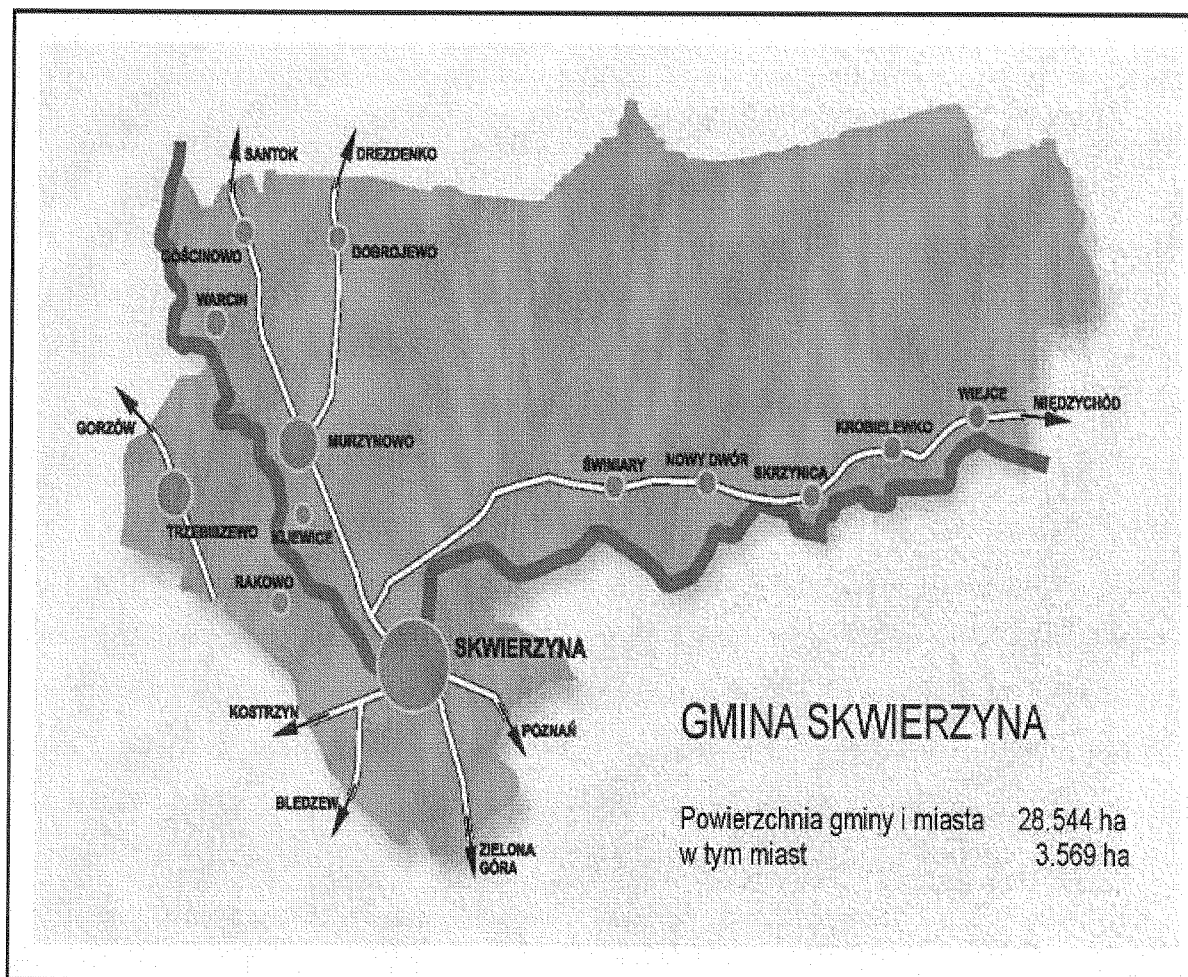 SANTOK
DREZDENKO
GOŚCINOWO
DOBROJEWO
WARCIN
GORZÓW
MURZYNOWO
WIEJCE
MIĘDZYCHÓD
KROBIELEWKO
ŚWINIARY
NOWY DWÓR
SKRZYNICA
TRZEBISZEWO
KIJEWICE
RAKOWO
SKWIERZYNA
KOSTRZYN
POZNAŃ
BLEDZEW
ZIELONA
GÓRA
GMINA SKWIERZYNA
Powierzchnia gminy i miasta 28.544 ha
w tym miast 3.569 ha